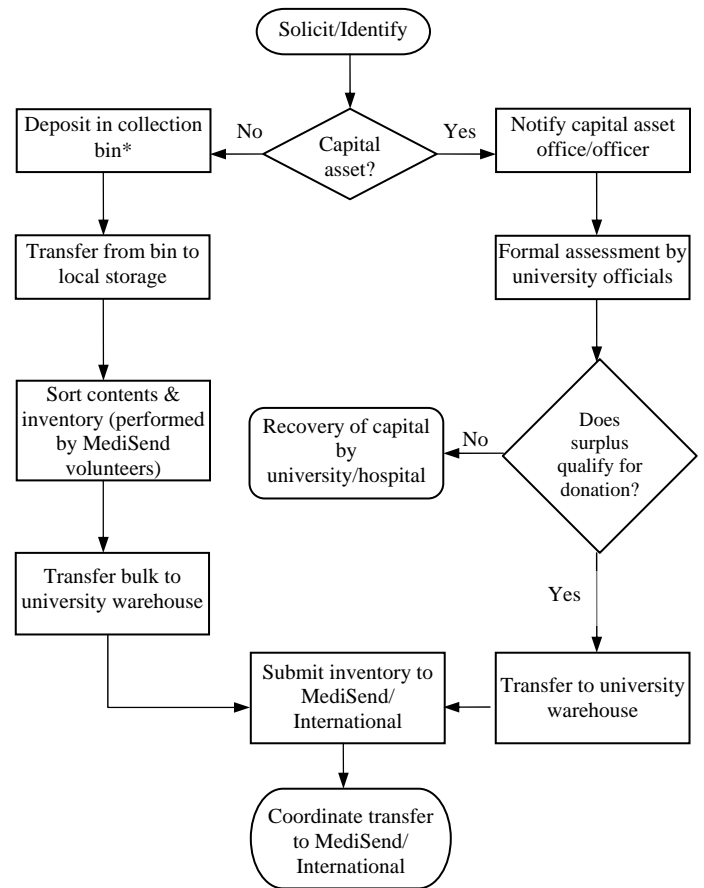 Solicit/Identify
Capital
asset?
No
Yes
Deposit in collection
bin*
Notify capital asset
office/officer
Transfer from bin to
local storage
Formal assessment by
university officials
Sort contents &
inventory (performed
by MediSend
volunteers)
Does
surplus
qualify for
donation?
No
Recovery of capital
by
university/hospital
Yes
Transfer bulk to
university warehouse
Transfer to university
warehouse
Submit inventory to
MediSend/
International
Coordinate transfer
to MediSend/
International